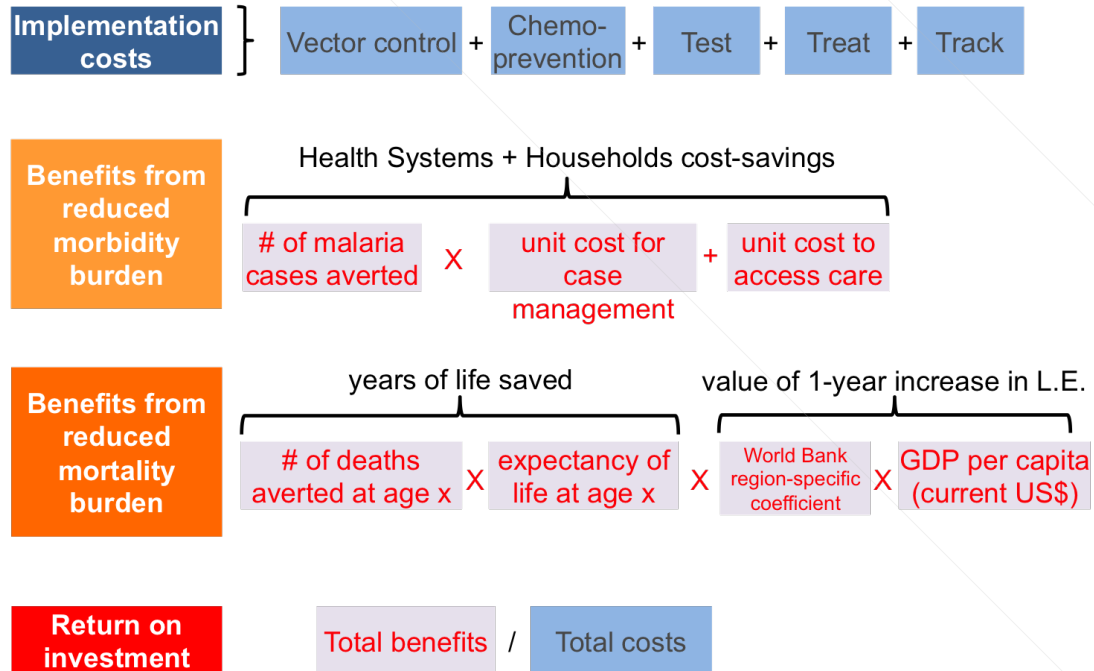 Implementation
costs
Vector control + Chemo-
prevention + Test + Treat + Track
Benefits from
reduced
morbidity
burden
Health Systems + Households cost-savings
# of malaria
cases averted
X
unit cost for
case
management
+
unit cost to
access care
Benefits from
reduced
mortality
burden
years of life saved
value of 1-year increase in L.E.
# of deaths
averted at age x
X
expectancy of
life at age x
X
World Bank
region-specific
coefficient
X
GDP per capita
(current US$)
Return on
investment
Total benefits / Total costs